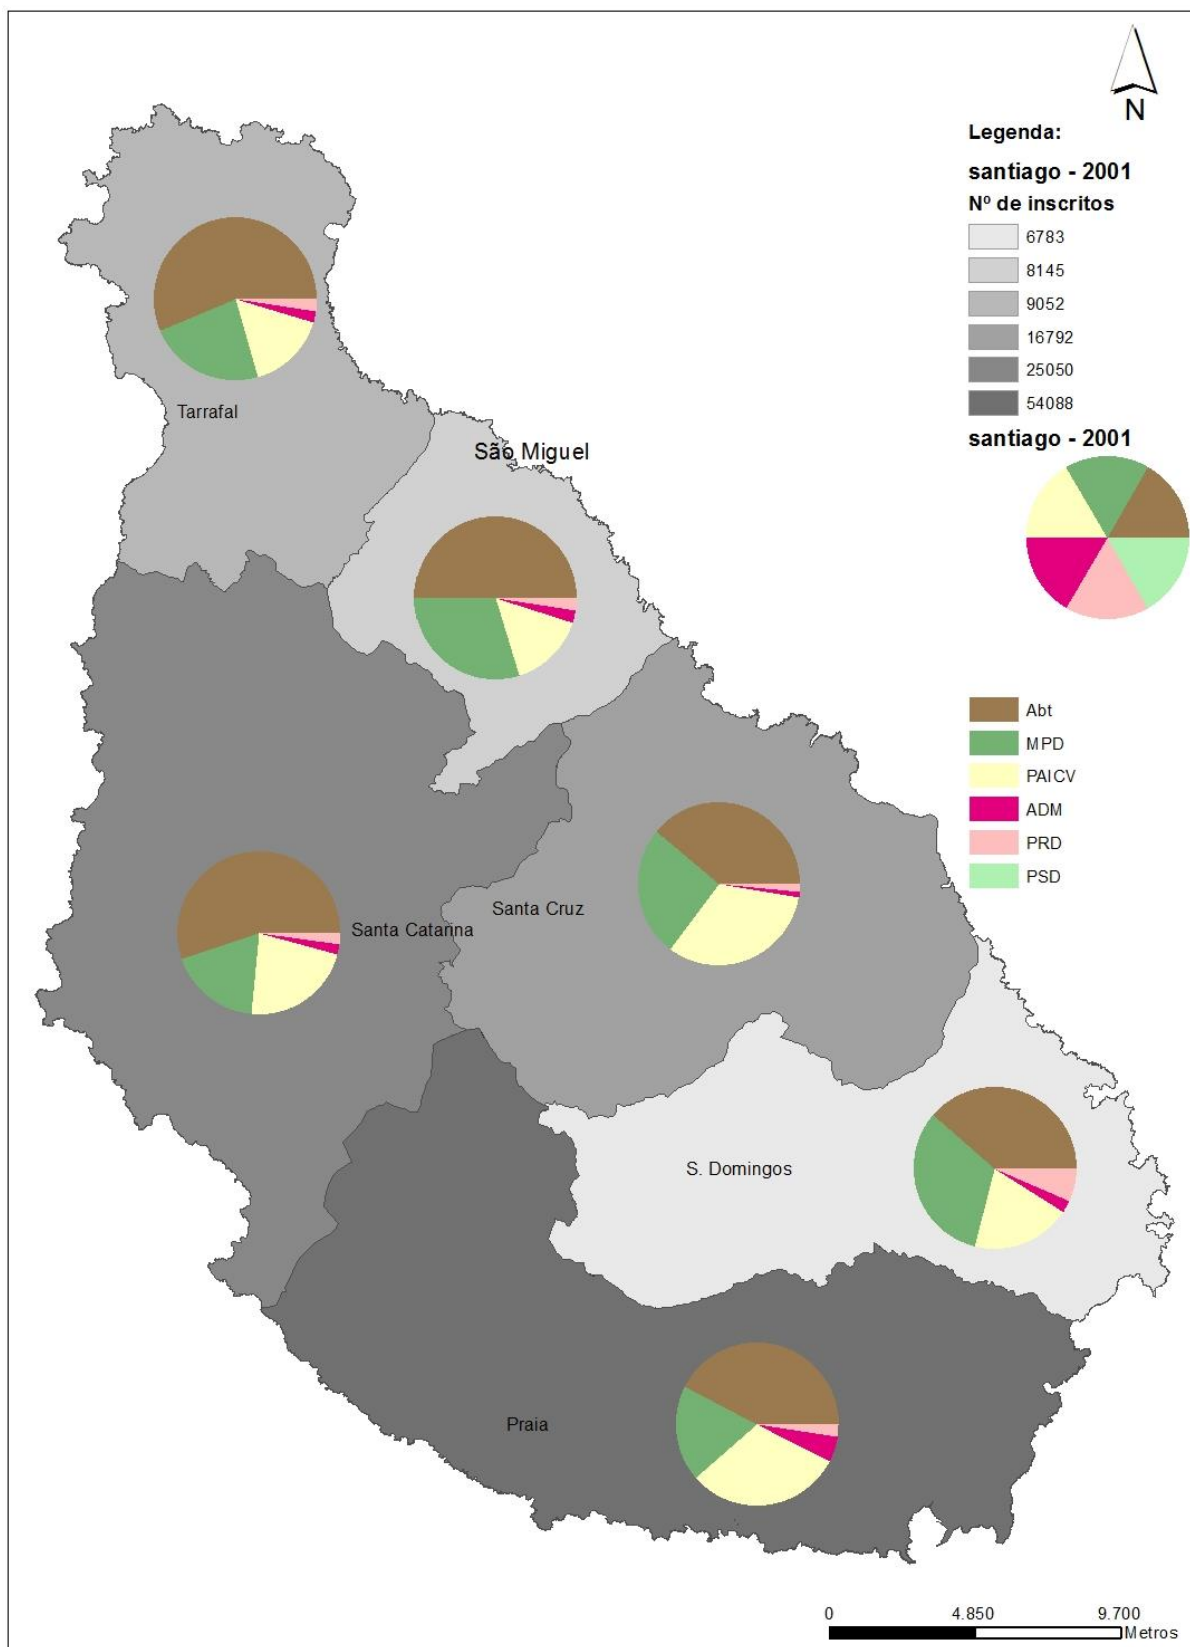 N
Legenda:
santiago - 2001
Nº de inscritos
6783
8145
9052
16792
25050
54088
santiago - 2001
Abt
MPD
PAICV
ADM
PRD
PSD
Tarrafal
São Miguel
Santa Cruz
Santa Catarina
S. Domingos
Praia
0 4.850 9.700
Metros